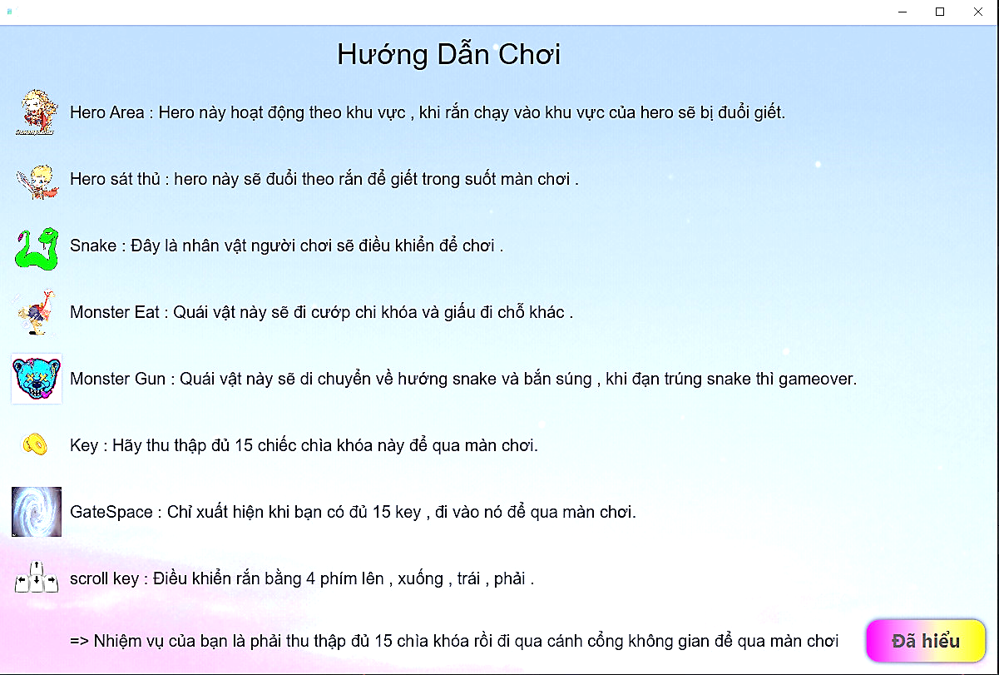 Hướng Dẫn Chơi
Hero Area : Hero này hoạt động theo khu vực , khi rắn chạy vào khu vực của hero sẽ bị đuổi giết.
Hero sát thủ : hero này sẽ đuổi theo rắn để giết trong suốt màn chơi .
Snake : Đây là nhân vật người chơi sẽ điều khiển để chơi .
Monster Eat : Quái vật này sẽ đi cướp chi khóa và giấu đi chỗ khác .
Monster Gun : Quái vật này sẽ di chuyển về hướng snake và bắn súng , khi đạn trúng snake thì gameover.
Key : Hãy thu thập đủ 15 chiếc chìa khóa này để qua màn chơi.
GateSpace : Chỉ xuất hiện khi bạn có đủ 15 key , đi vào nó để qua màn chơi.
scroll key : Điều khiển rắn bằng 4 phím lên , xuống , trái , phải .
=> Nhiệm vụ của bạn là phải thu thập đủ 15 chìa khóa rồi đi qua cánh cổng không gian để qua màn chơi
Đã hiểu